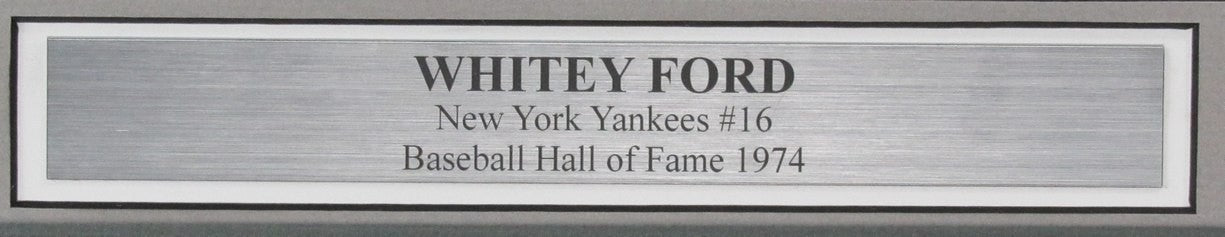 WHITEY FORD
New York Yankees #16
Baseball Hall of Fame 1974